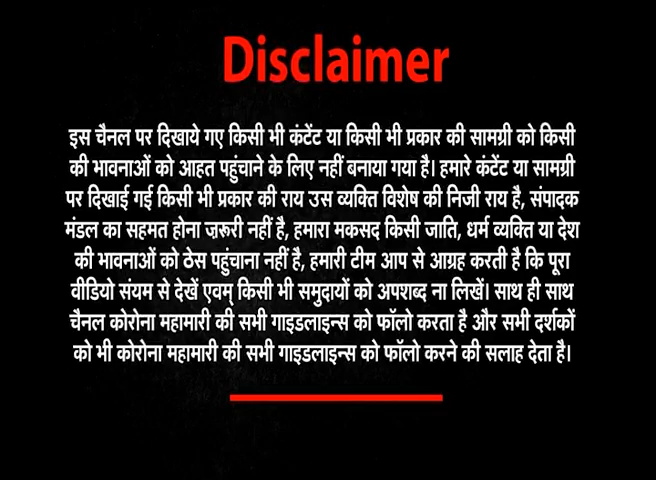 Disclaimer
इस चैनल पर दिखाये गए किसी भी कंटेंट या किसी भी प्रकार की सामग्री को किसी
की भावनाओं को आहत पहुंचाने के लिए नहीं बनाया गया है। हमारे कंटेंट या सामग्री
पर दिखाई गई किसी भी प्रकार की राय उस व्यक्ति विशेष की निजी राय है, संपादक
मंडल का सहमत होना ज़रूरी नहीं है, हमारा मकसद किसी जाति, धर्म व्यक्ति या देश
की भावनाओं को ठेस पहुंचाना नहीं है, हमारी टीम आप से आग्रह करती है कि पूरा
वीडियो संयम से देखें एवम् किसी भी समुदायों को अपशब्द ना लिखें। साथ ही साथ
चैनल कोरोना महामारी की सभी गाइडलाइन्स को फॉलो करता है और सभी दर्शकों
को भी कोरोना महामारी की सभी गाइडलाइन्स को फॉलो करने की सलाह देता है।